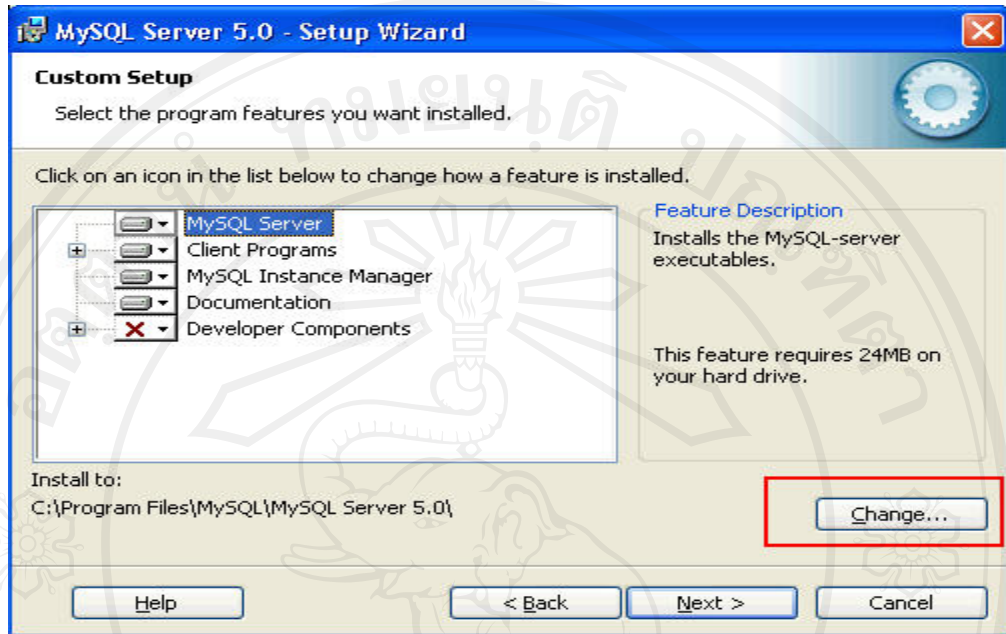 MySQL Server 5.0 - Setup Wizard
Custom Setup
Select the program features you want installed.
Click on an icon in the list below to change how a feature is installed.
MySQL Server
Client Programs
MySQL Instance Manager
Documentation
Developer Components
Feature Description
Installs the MySQL-server
executables.
This feature requires 24MB on
your hard drive.
Install to:
C:\Program Files\MySQL\MySQL Server 5.0\
Change...
Help
< Back
Next >
Cancel